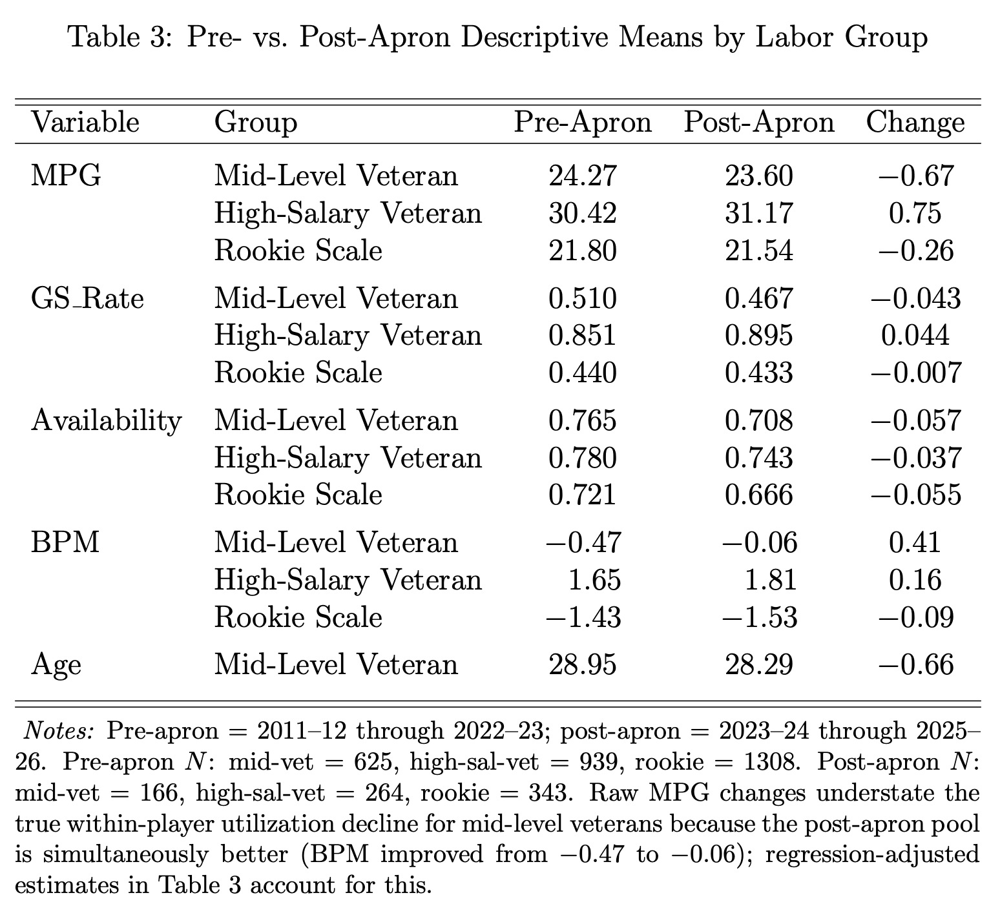 Table 3: Pre- vs. Post-Apron Descriptive Means by Labor Group
Variable Group Pre-Apron Post-Apron Change
MPG Mid-Level Veteran 24.27 23.60 −0.67
High-Salary Veteran 30.42 31.17 0.75
Rookie Scale 21.80 21.54 −0.26
GS_Rate Mid-Level Veteran 0.510 0.467 −0.043
High-Salary Veteran 0.851 0.895 0.044
Rookie Scale 0.440 0.433 −0.007
Availability Mid-Level Veteran 0.765 0.708 −0.057
High-Salary Veteran 0.780 0.743 −0.037
Rookie Scale 0.721 0.666 −0.055
BPM Mid-Level Veteran −0.47 −0.06 0.41
High-Salary Veteran 1.65 1.81 0.16
Rookie Scale −1.43 −1.53 −0.09
Age Mid-Level Veteran 28.95 28.29 −0.66
Notes: Pre-apron = 2011–12 through 2022–23; post-apron = 2023–24 through 2025–
26. Pre-apron N: mid-vet = 625, high-sal-vet = 939, rookie = 1308. Post-apron N:
mid-vet = 166, high-sal-vet = 264, rookie = 343. Raw MPG changes understate the
true within-player utilization decline for mid-level veterans because the post-apron pool
is simultaneously better (BPM improved from −0.47 to −0.06); regression-adjusted
estimates in Table 3 account for this.